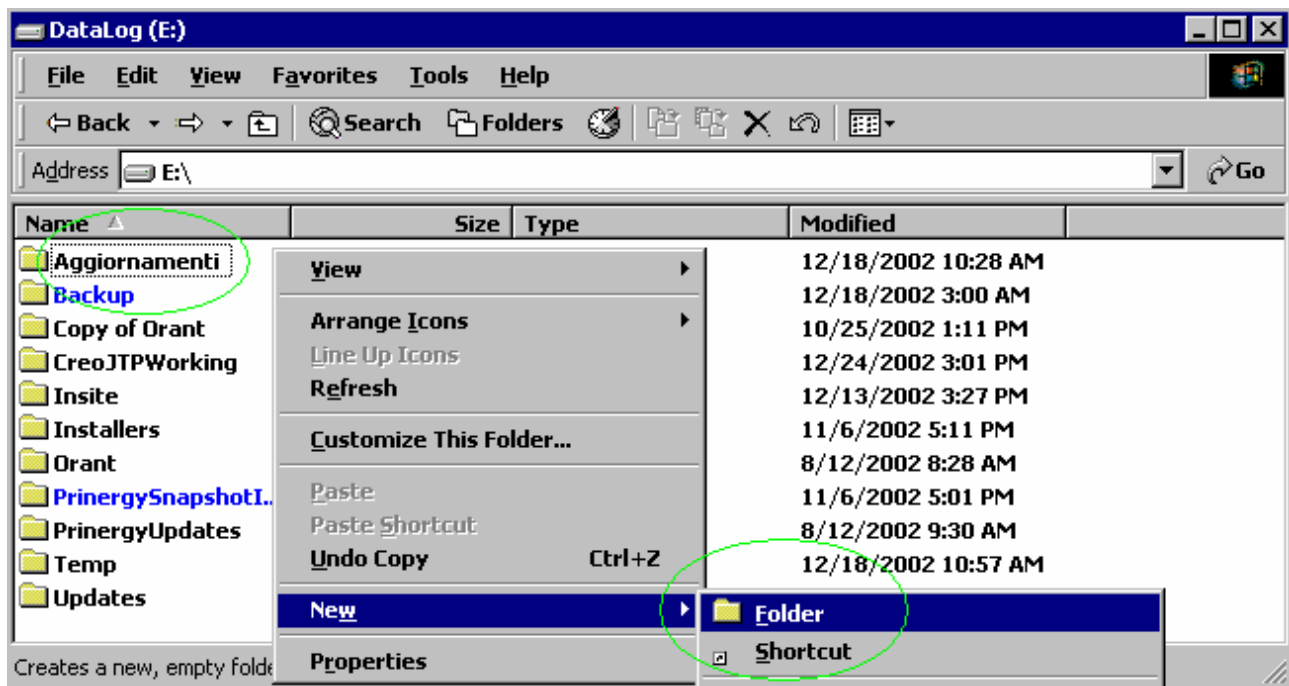 DataLog (E:)
File Edit View Favorites Tools Help
Back Search Folders
Address E:\ Go
Name Size Type Modified
Aggiornamenti 12/18/2002 10:28 AM
Backup 12/18/2002 3:00 AM
Copy of Orant 10/25/2002 1:11 PM
CreoJTPWorking 12/24/2002 3:01 PM
Insite 12/13/2002 3:27 PM
Installers 11/6/2002 5:11 PM
Orant 8/12/2002 8:28 AM
PrinergySnapshotI.. 11/6/2002 5:01 PM
PrinergyUpdates 8/12/2002 9:30 AM
Temp 12/18/2002 10:57 AM
Updates
View
Arrange Icons
Line Up Icons
Refresh
Customize This Folder...
Paste
Paste Shortcut
Undo Copy Ctrl+Z
New
Properties
Folder
Shortcut
Creates a new, empty folde